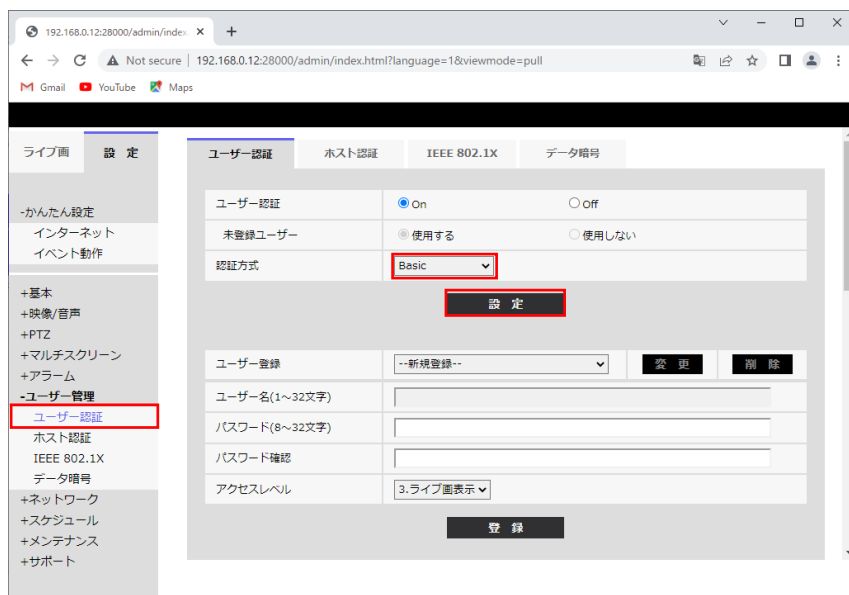 192.168.0.12:28000/admin/index
Not secure | 192.168.0.12:28000/admin/index.html?language=1&viewmode=pull
Gmail YouTube Maps
ライブ画 設 定
ユーザー認証 ホスト認証 IEEE 802.1X データ暗号
-かんたん設定
インターネット
イベント動作
+基本
+映像/音声
+PTZ
+マルチスクリーン
+アラーム
-ユーザー管理
ユーザー認証
ホスト認証
IEEE 802.1X
データ暗号
+ネットワーク
+スケジュール
+メンテナンス
+サポート
ユーザー認証 On Off
未登録ユーザー 使用する 使用しない
認証方式 Basic
設 定
ユーザー登録 --新規登録-- 変 更 削 除
ユーザー名(1～32文字)
パスワード(8～32文字)
パスワード確認
アクセスレベル 3.ライブ画表示
登 録